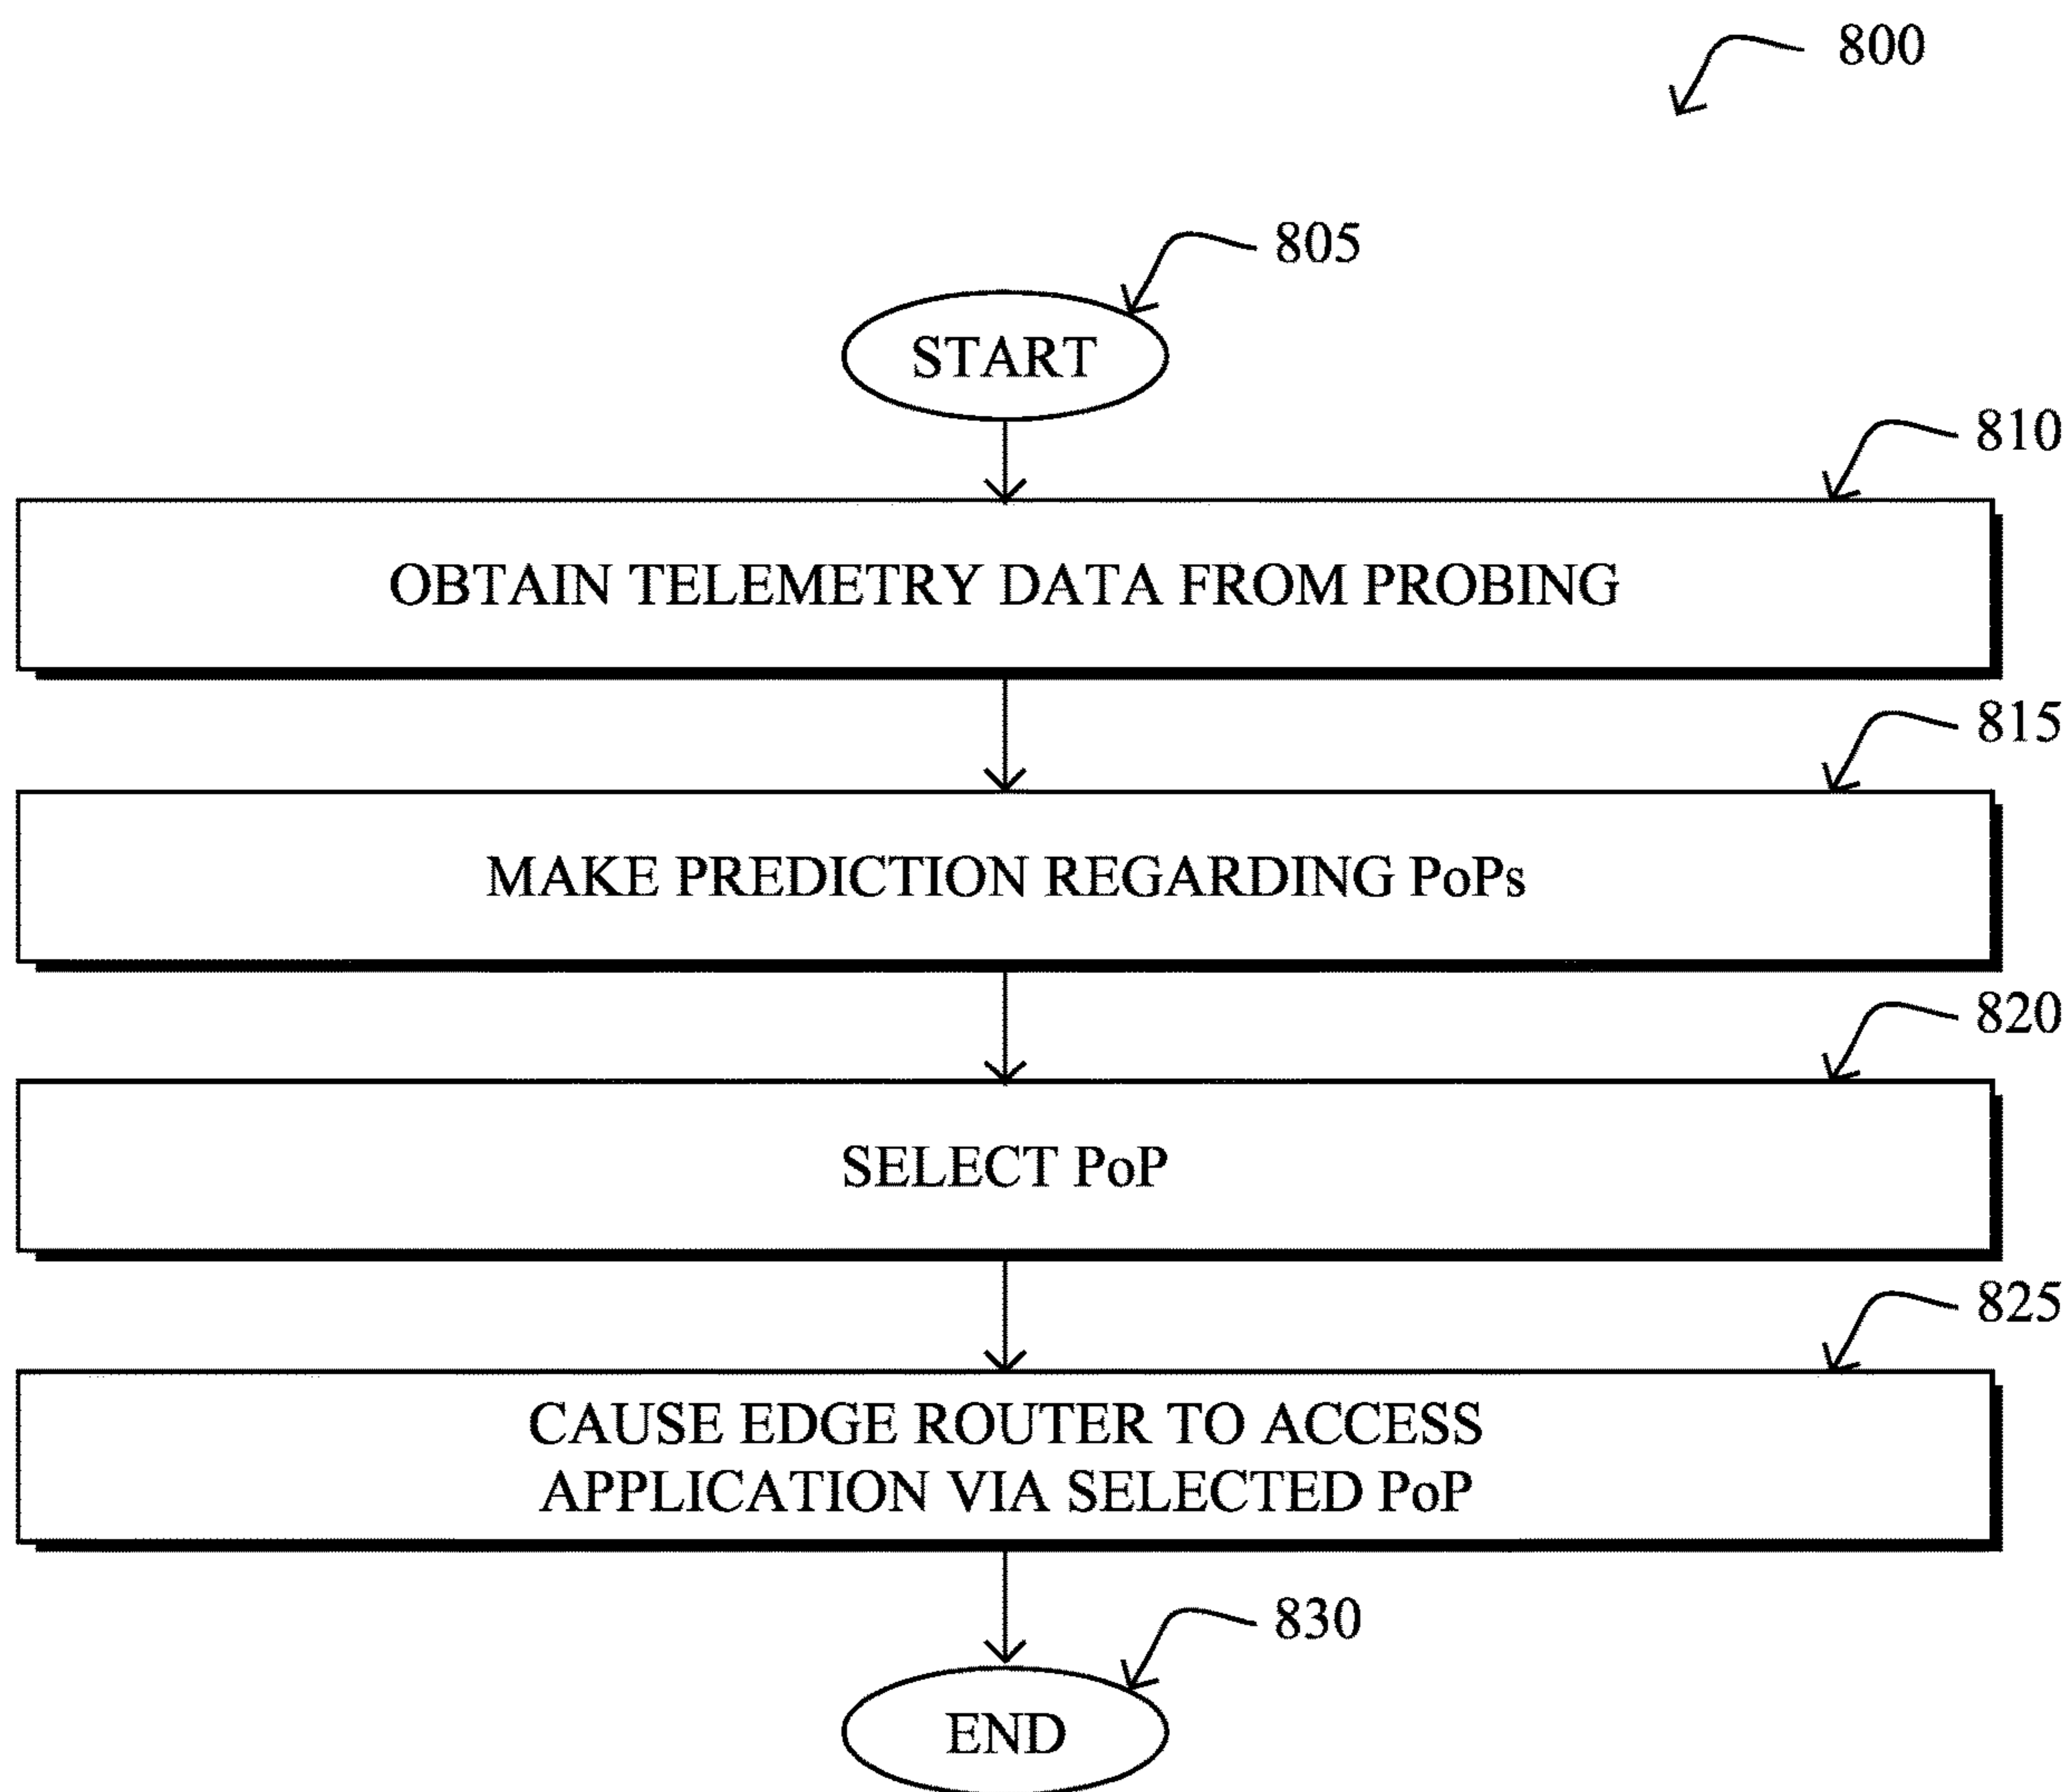 800
805
START
810
OBTAIN TELEMETRY DATA FROM PROBING
815
MAKE PREDICTION REGARDING PoPs
820
SELECT PoP
825
CAUSE EDGE ROUTER TO ACCESS
APPLICATION VIA SELECTED PoP
830
END